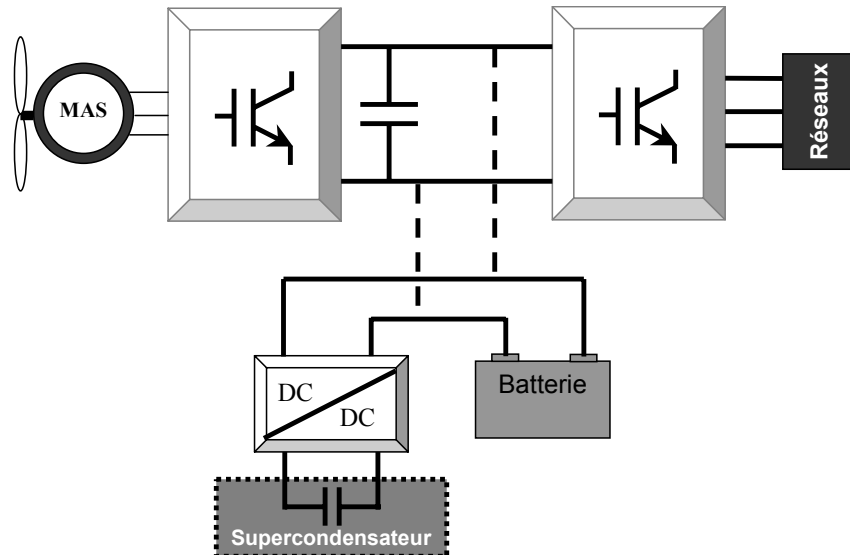 MAS
Réseaux
DC
DC
Batterie
Supercondensateur